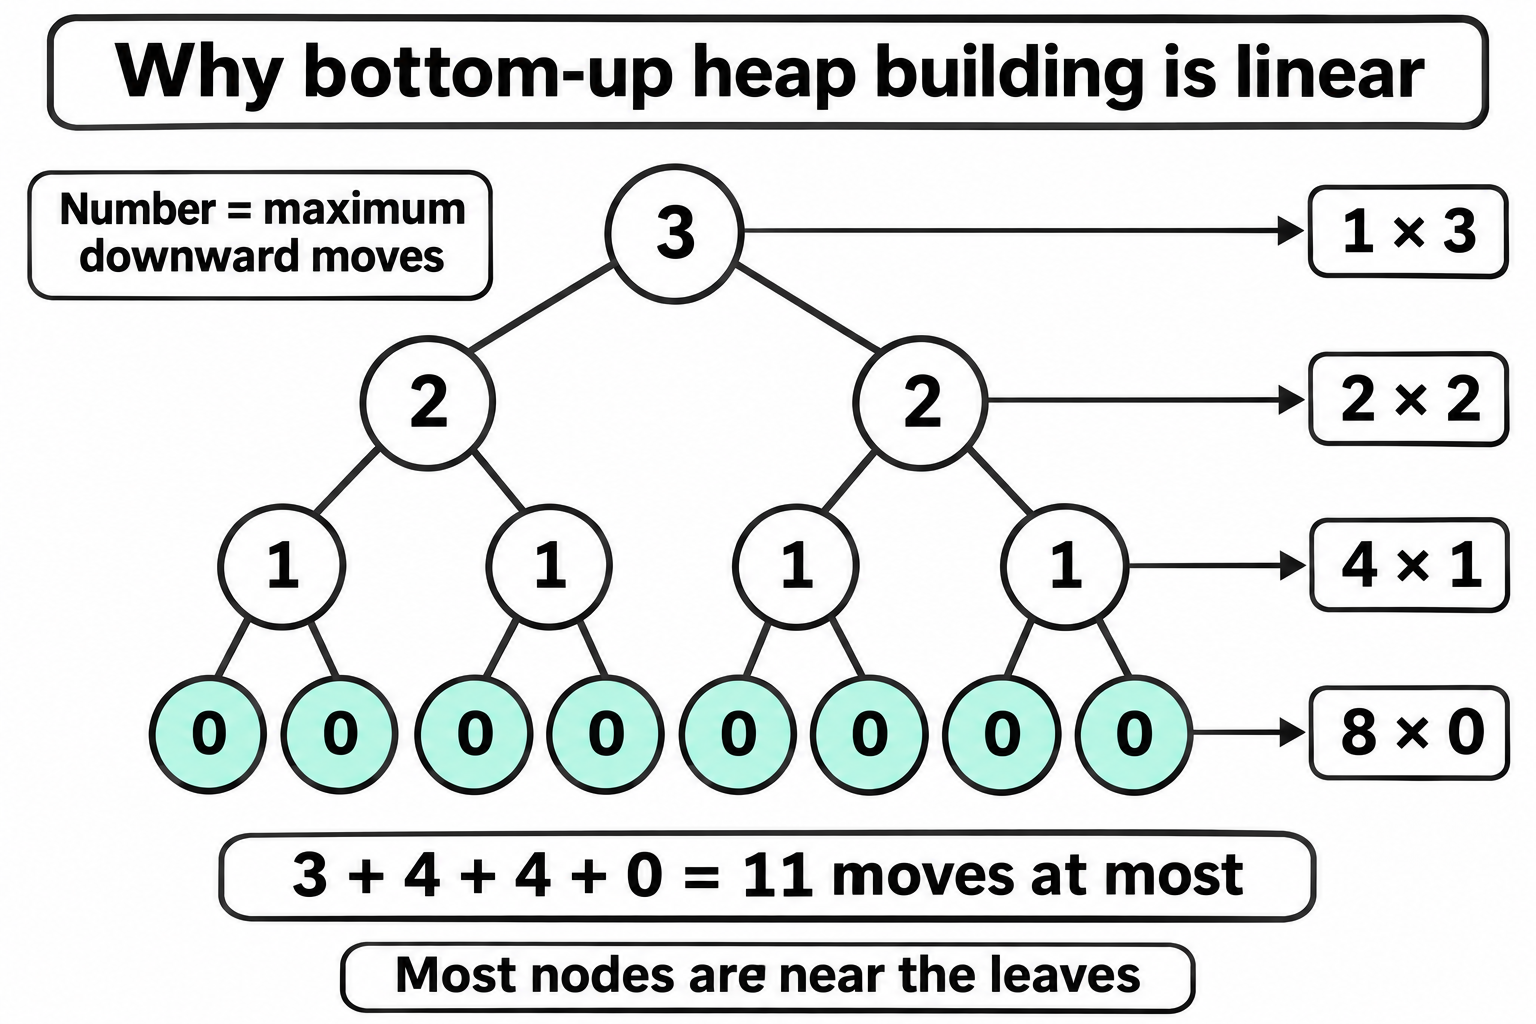 Why bottom-up heap building is linear
Number = maximum
downward moves
3
1 × 3
2
2
2 × 2
1
1
1
1
4 × 1
0
0
0
0
0
0
0
0
8 × 0
3 + 4 + 4 + 0 = 11 moves at most
Most nodes are near the leaves